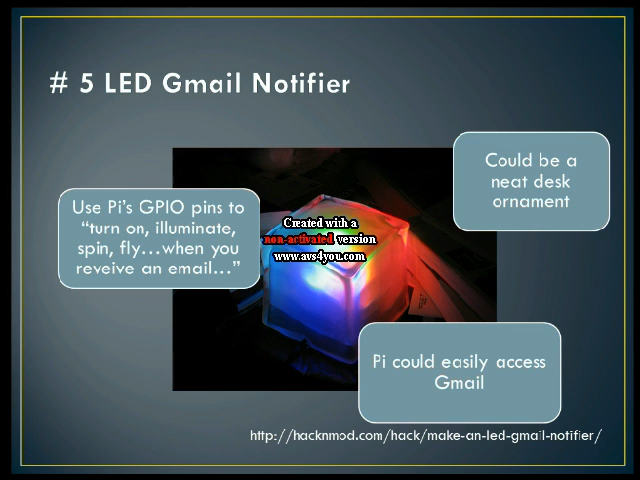 # 5 LED Gmail Notifier
Could be a
neat desk
ornament
Use Pi's GPIO pins to
“turn on, illuminate,
spin, fly...when you
reveive an email...”
Created with a
non-activated version
www.avs4you.com
Pi could easily access
Gmail
http://hacknmod.com/hack/make-an-led-gmail-notifier/